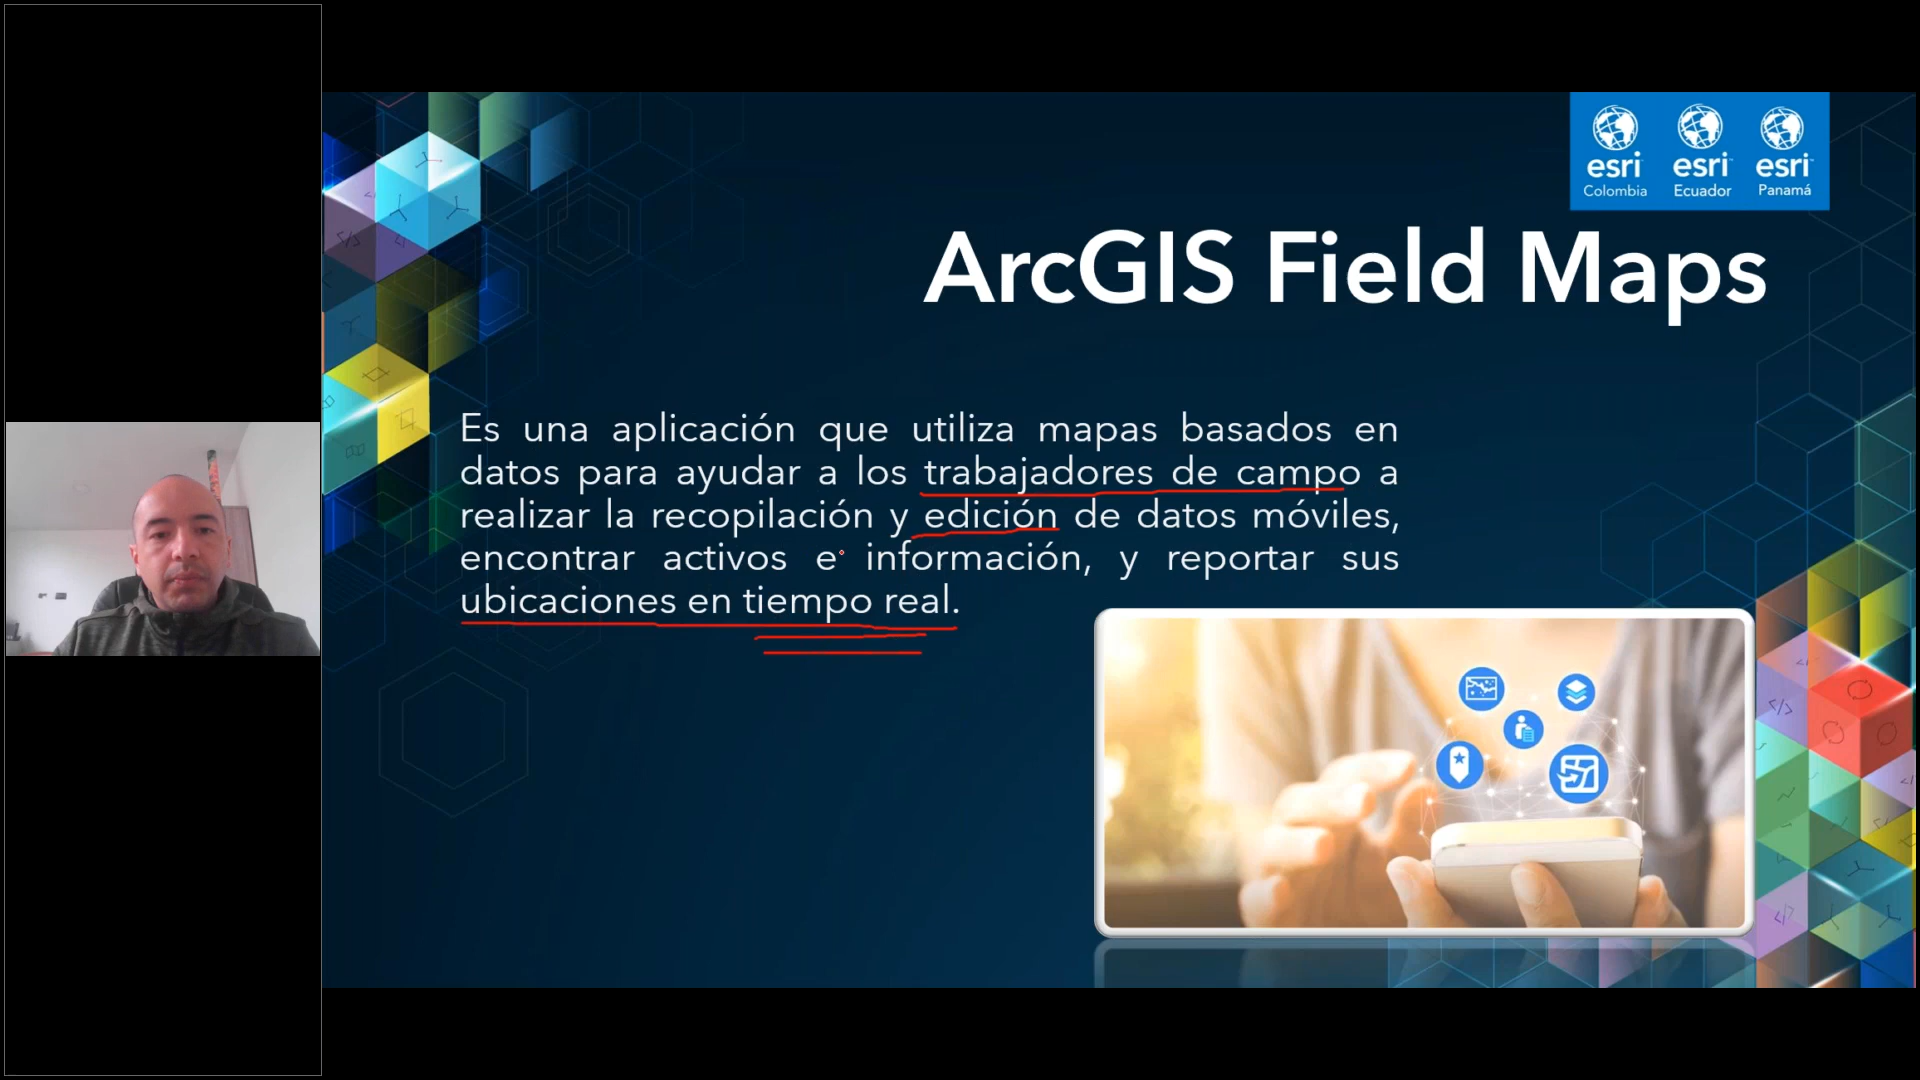 esri esri esri
Colombia Ecuador Panamá
ArcGIS Field Maps
Es una aplicación que utiliza mapas basados en
datos para ayudar a los trabajadores de campo a
realizar la recopilación y edición de datos móviles,
encontrar activos e información, y reportar sus
ubicaciones en tiempo real.